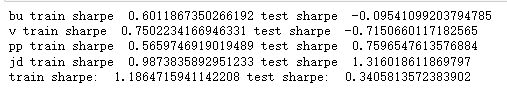 bu train sharpe 0.6011867350266192 test sharpe -0.09541099203794785
v train sharpe 0.7502234166946331 test sharpe -0.7150660117182565
pp train sharpe 0.5659746919019489 test sharpe 0.7596547613576884
jd train sharpe 0.9873835892951233 test sharpe 1.316018611869797
train sharpe: 1.1864715941142208 test sharpe: 0.3405813572383902